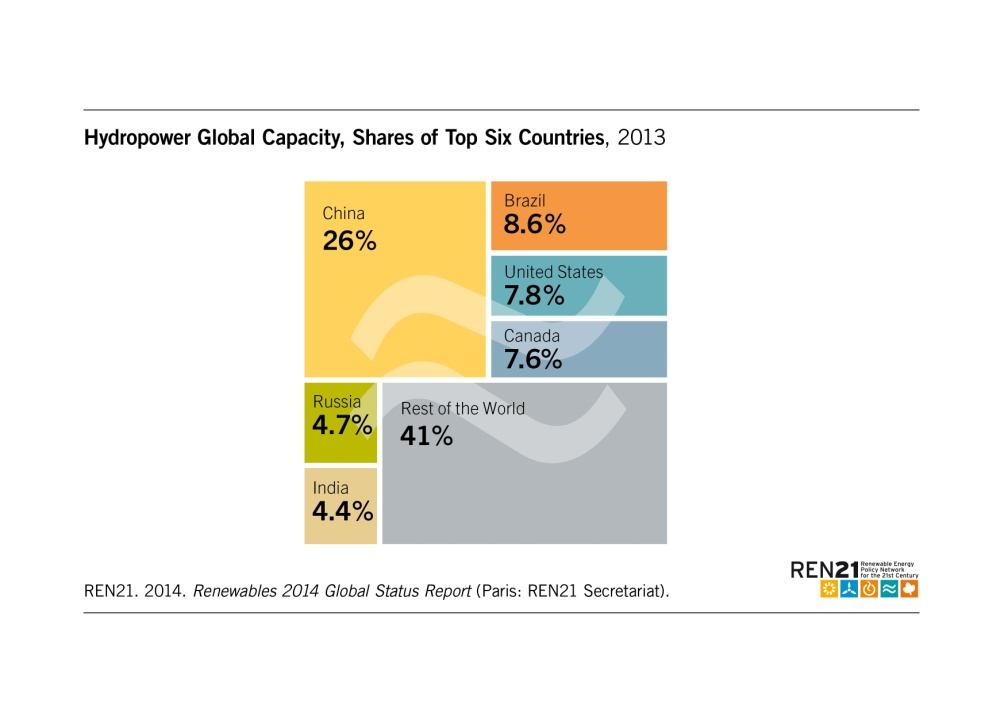 Hydropower Global Capacity, Shares of Top Six Countries, 2013
China
26%
Brazil
8.6%
United States
7.8%
Canada
7.6%
Russia
4.7%
India
4.4%
Rest of the World
41%
REN21. 2014. Renewables 2014 Global Status Report (Paris: REN21 Secretariat).
REN21
Renewable Energy
Policy Network
for the 21st Century